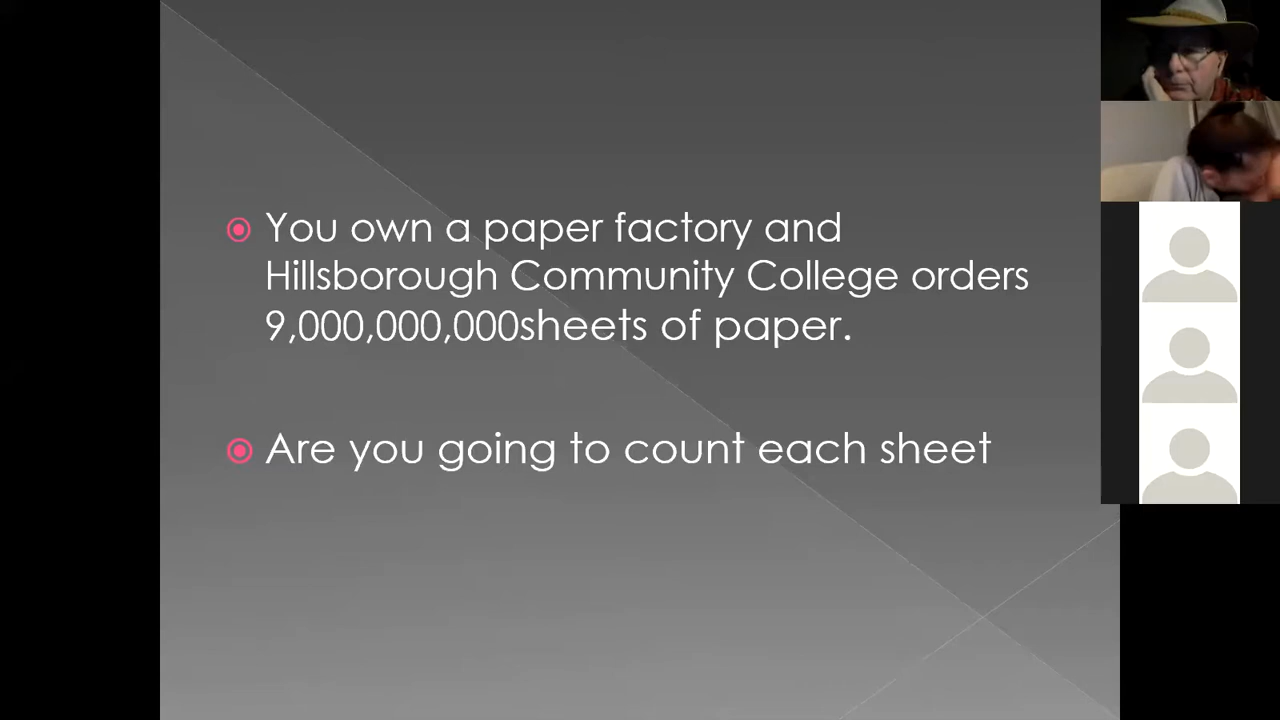 You own a paper factory and
Hillsborough Community College orders
9,000,000,000sheets of paper.
Are you going to count each sheet